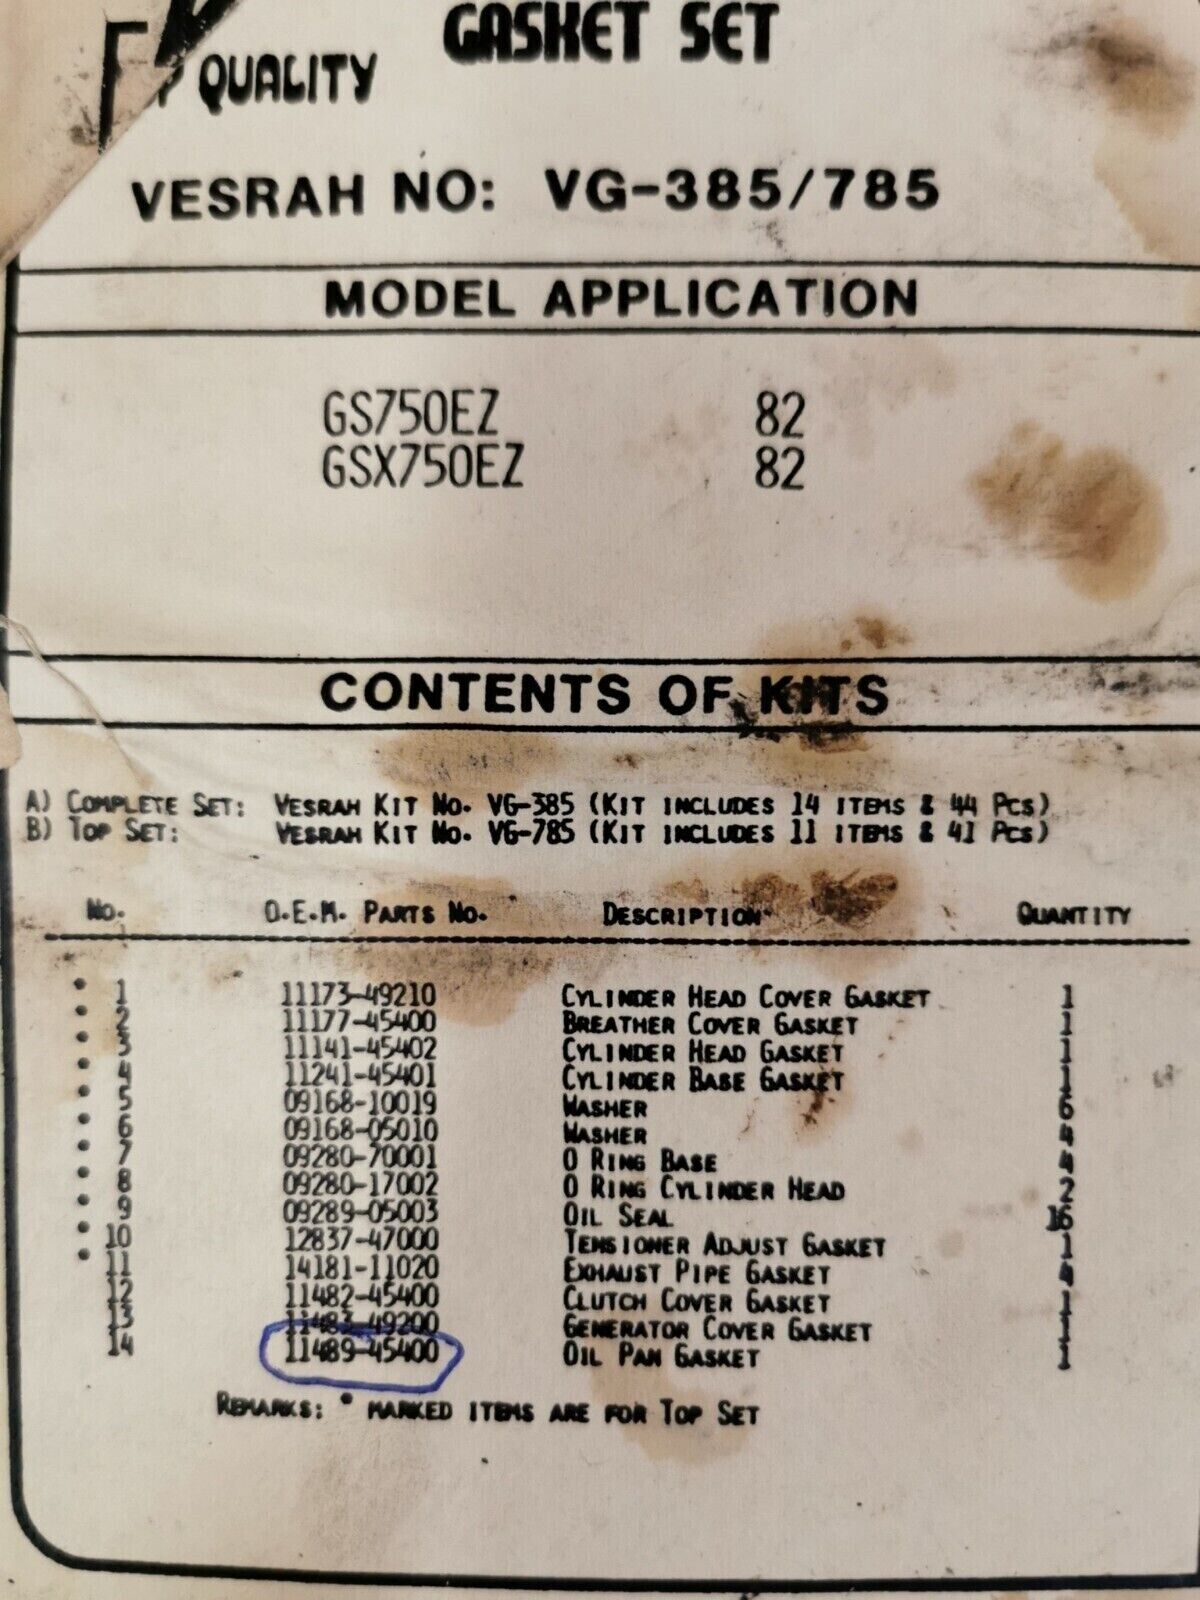 GASKET SET
QUALITY
VESRAH NO: VG-385/785
MODEL APPLICATION
GS750EZ 82
GSX750EZ 82
CONTENTS OF KITS
A) COMPLETE SET: VESRAH KIT NO. VG-385 (KIT INCLUDES 14 ITEMS & 44 PCS)
B) TOP SET: VESRAH KIT NO. VG-785 (KIT INCLUDES 11 ITEMS & 41 PCS)
NO. O.E.M. PARTS NO. DESCRIPTION QUANTITY
* 1 11173-49210 CYLINDER HEAD COVER GASKET 1
* 2 11177-45400 BREATHER COVER GASKET 1
* 3 11141-45402 CYLINDER HEAD GASKET 1
* 4 11241-45401 CYLINDER BASE GASKET 1
* 5 09168-10019 WASHER 6
* 6 09168-05010 WASHER 4
* 7 09280-70001 O RING BASE 4
* 8 09280-17002 O RING CYLINDER HEAD 2
* 9 09289-05003 OIL SEAL 16
* 10 12837-47000 TENSIONER ADJUST GASKET 1
* 11 14181-11020 EXHAUST PIPE GASKET 4
12 11482-45400 CLUTCH COVER GASKET 1
13 11483-49200 GENERATOR COVER GASKET 1
14 11489-45400 OIL PAN GASKET 1
REMARKS: * MARKED ITEMS ARE FOR TOP SET